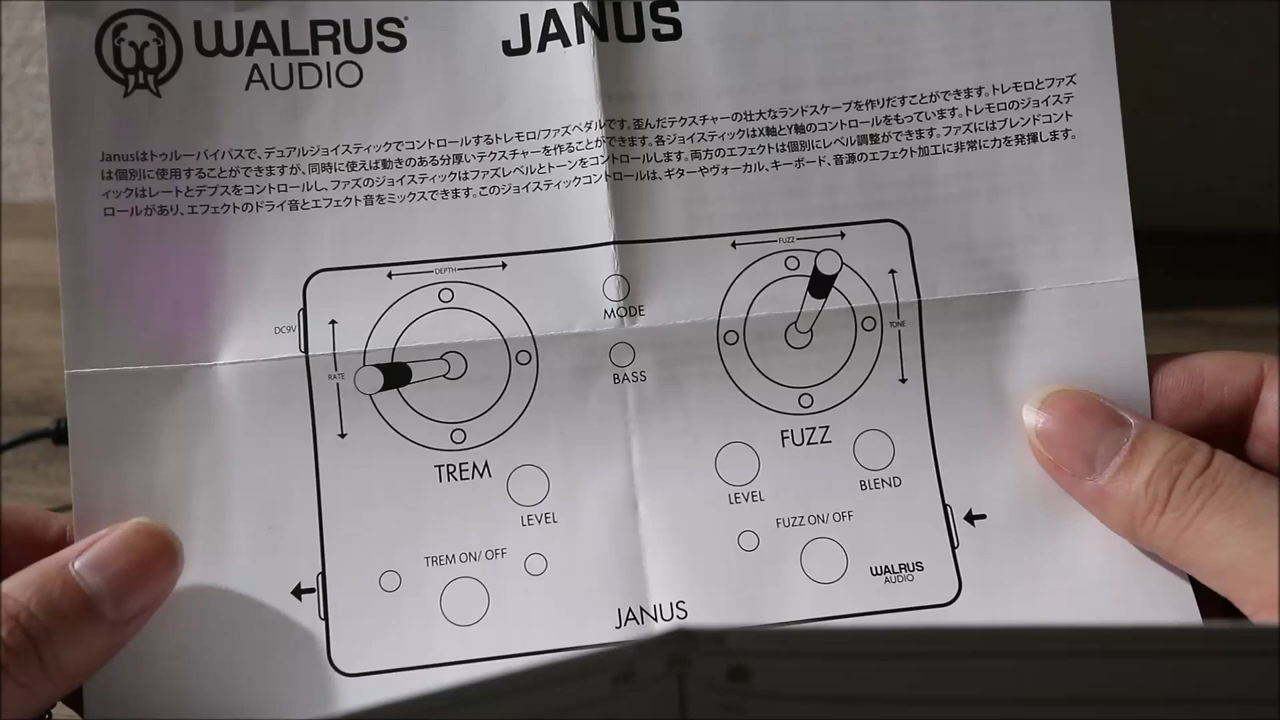 WALRUS
AUDIO
JANUS
Janusはトゥルーバイパスで、デュアルジョイスティックでコントロールするトレモロ/ファズペダルです。歪んだテクスチャーの壮大なランドスケープを作りだすことができます。トレモロとファズ
は個別に使用することができますが、同時に使えば動きのある分厚いテクスチャーを作ることができます。各ジョイスティックはX軸とY軸のコントロールをもっています。トレモロのジョイステ
ィックはレートとデプスをコントロールし、ファズのジョイスティックはファズレベルとトーンをコントロールします。両方のエフェクトは個別にレベル調整ができます。ファズにはブレンドコント
ロールがあり、エフェクトのドライ音とエフェクト音をミックスできます。このジョイスティックコントロールは、ギターやヴォーカル、キーボード、音源のエフェクト加工に非常に力を発揮します。
DEPTH
FUZZ
MODE
DC9V
RATE
TONE
BASS
TREM
FUZZ
LEVEL
LEVEL
BLEND
TREM ON/ OFF
FUZZ ON/ OFF
WALRUS
AUDIO
JANUS